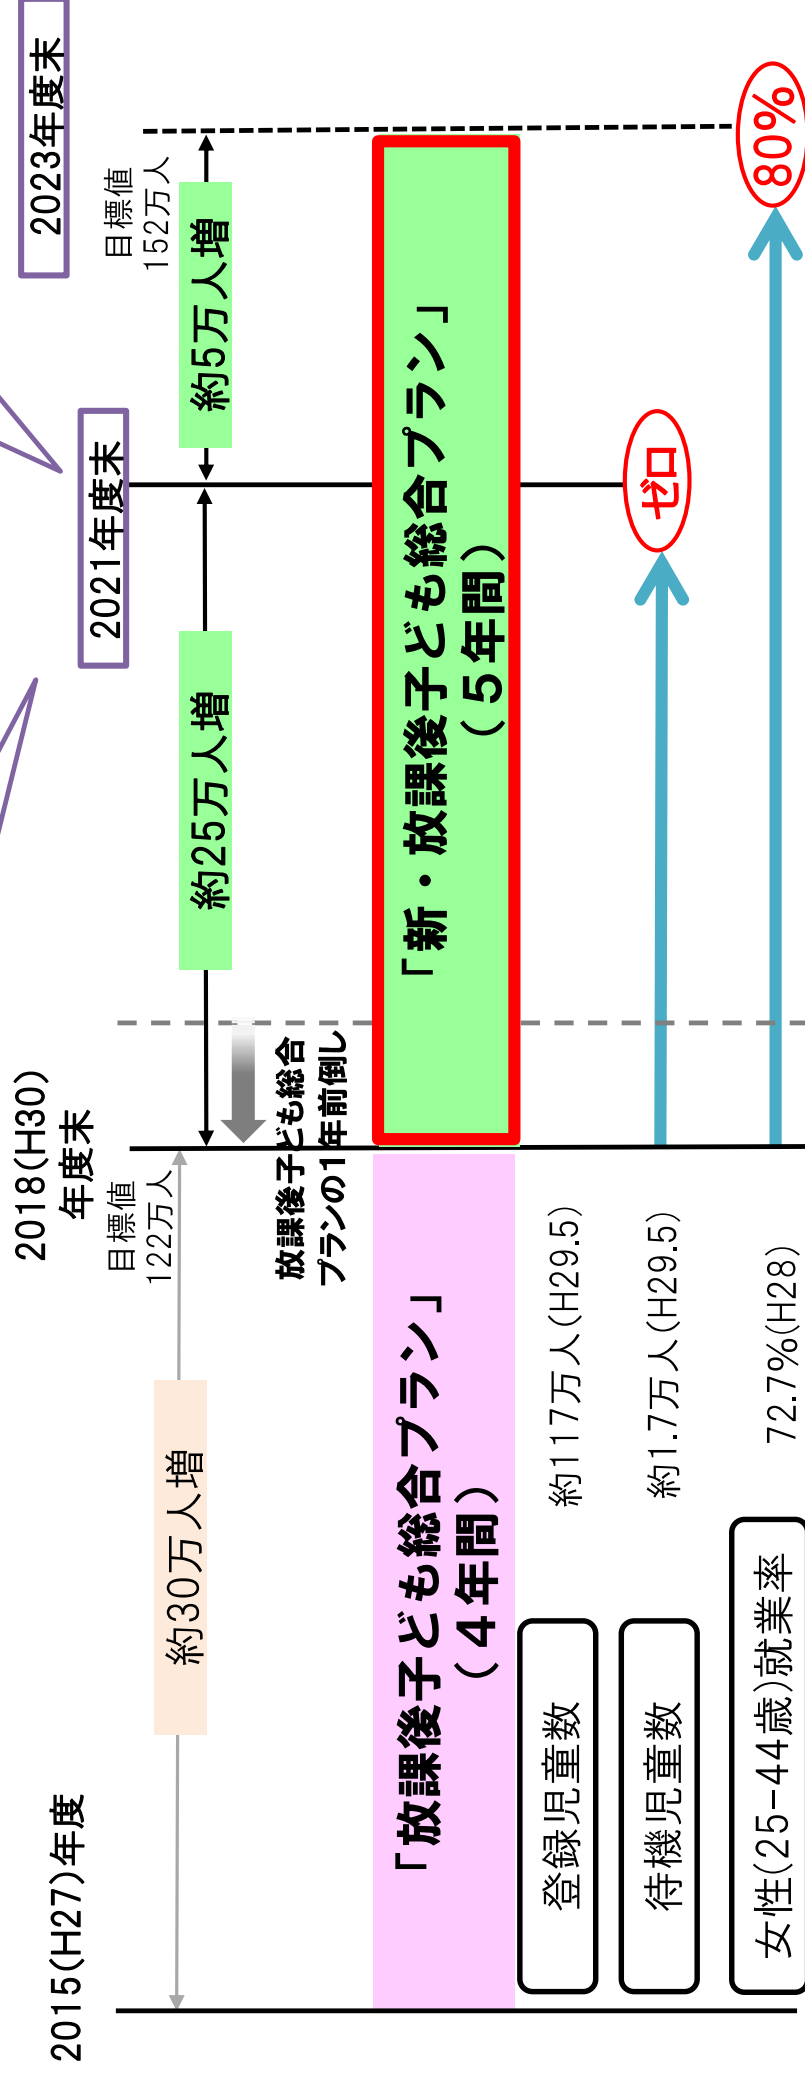 2015(H27)年度
2018(H30)
年度末
2021年度末
2023年度末
目標値
122万人
目標値
152万人
約30万人増
約25万人増
約5万人増
放課後子ども総合
プランの1年前倒し
「放課後子ども総合プラン」
（４年間）
「新・放課後子ども総合プラン」
（５年間）
登録児童数
約117万人(H29.5)
待機児童数
約1.7万人(H29.5)
ゼロ
女性(25-44歳)就業率
72.7%(H28)
80%